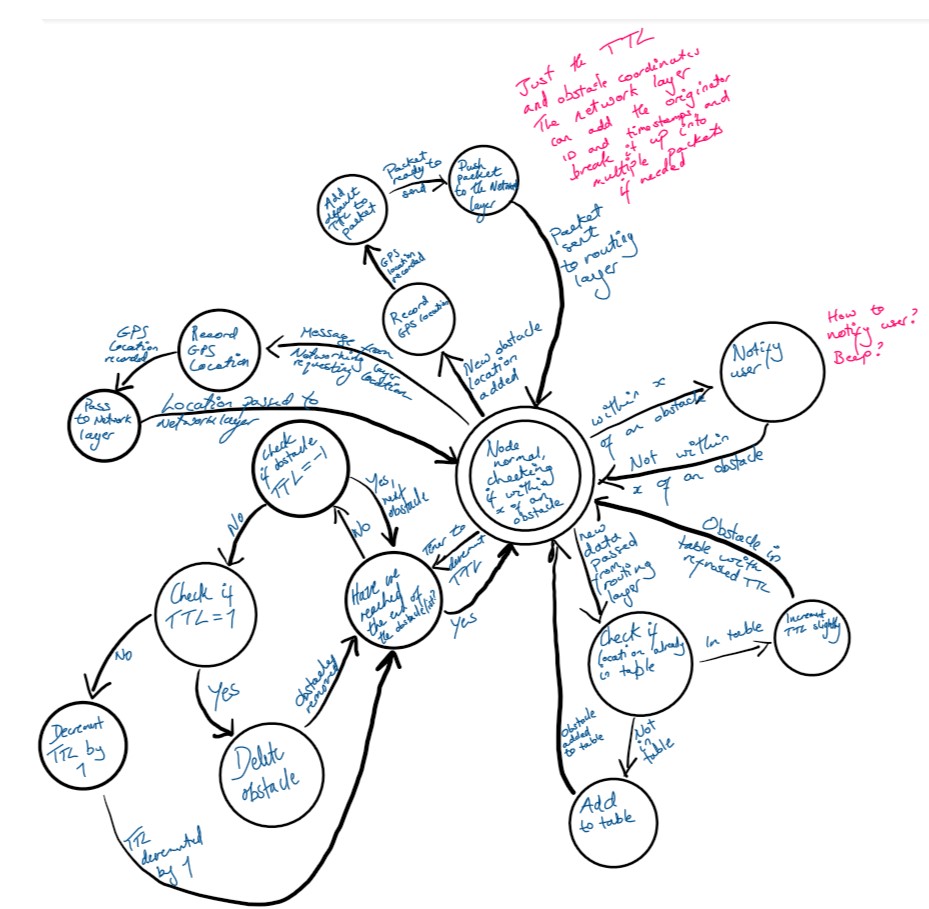 Just the TTL
and obstacle coordinates
The network layer
can add the originator
ID and timestamps and
break it up into
multiple packets
if needed
Packet
ready to
send
Push
packet
to the Network
layer
Add
default
TTL to
packet
GPS
location
recorded
Record
GPS location
Packet
sent
to routing
layer
New obstacle
location
added
GPS
Location
recorded
Record
GPS
Location
Message from
Networking layer
requesting location
Pass
to Network
layer
Location passed to
Network layer
How to
notify user?
Beep?
Notify
user
within x
of an obstacle
Not within
x of an obstacle
Node
normal,
checking
if within
x of an
obstacle
Check
if obstacle
TTL=-1
Yes,
next
obstacle
No
No
Time to
TTL
Have we
reached
the end of
the obstacle list?
Yes
Check if
TTL=1
No
Yes
Decrement
TTL by
1
Delete
obstacle
TTL
by 1
new
data
passed
from
routing
layer
Check if
location already
in table
In table
Increment
TTL slightly
Obstacle in
table with
TTL
Not
in
table
Add
to table
Obstacle
added
to table